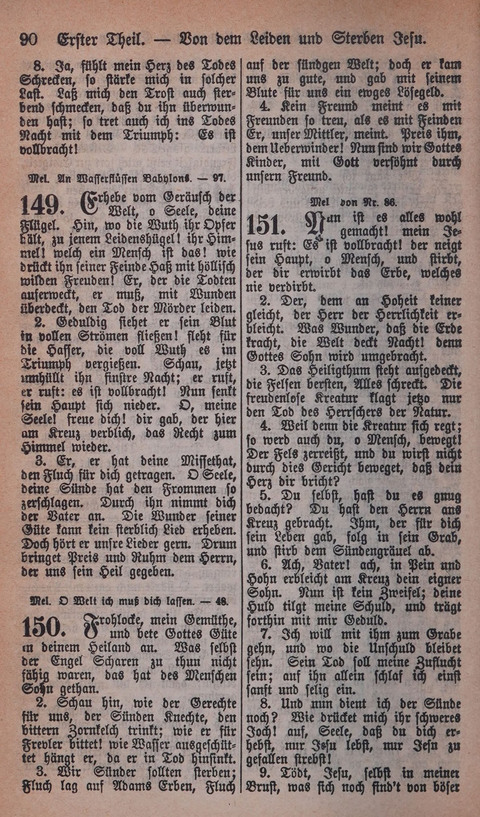 90 Erster Theil. — Von dem Leiden und Sterben Jesu.
8. Ja, fühlt mein Herz des Todes
Schrecken, so stärke mich in solcher
Last. Laß mich den Trost auch ster-
bend schmecken, daß du ihn überwun-
den hast; so tret auch ich ins Todes
Nacht mit dem Triumph: Es ist
vollbracht!
Mel. An Wasserflüssen Babylons. — 97.
149. Erhebe vom Geräusch der
Welt, o Seele, deine
Flügel. Hin, wo die Wuth ihr Opfer
hält, zu jenem Leidenshügel! ihr Him-
mel! welch ein Mensch ist das! wie
drückt ihn seiner Feinde Haß mit höllisch
wilden Freuden! Er, der die Todten
auferweckt, er muß, mit Wunden
überdeckt, den Tod der Mörder leiden.
2. Geduldig siehet er sein Blut
in vollen Strömen fließen! fleht für
die Hasser, die voll Wuth es im
Triumph vergießen. Schau, jetzt
umhüllt ihn finstre Nacht; er ruft,
er ruft: es ist vollbracht! Nun senkt
sein Haupt sich nieder. O, meine
Seele! freue dich! dir gab, der hier
am Kreuz verblich, das Recht zum
Himmel wieder.
3. Er, er hat deine Missethat,
den Fluch für dich getragen. O Seele,
deine Sünde hat den Frommen so
zerschlagen. Durch ihn nimmt dich
der Vater an. Die Wunder seiner
Güte kann kein sterblich Lied erheben.
Doch hört er unsre Lieder gern. Drum
bringet Preis und Ruhm dem Herrn,
der uns sein Heil gegeben.
Mel. O Welt ich muß dich lassen. — 48.
150. Frohlocke, mein Gemüthe,
und bete Gottes Güte
in deinem Heiland an. Was selbst
der Engel Scharen zu thun nicht
fähig waren, das hat des Menschen
Sohn gethan.
2. Schau hin, wie der Gerechte
für uns, der Sünden Knechte, den
bittern Zornkelch trinkt; wie er für
Frevler bittet! wie Wasser ausgeschüt-
tet hängt er, da er in Tod hinsinkt.
3. Wir Sünder sollten sterben;
Fluch lag auf Adams Erben, Fluch
auf der sündgen Welt; doch er kam
uns zu gute, und gab mit seinem
Blute für uns ein ewges Lösegeld.
4. Kein Freund meint es mit
Freunden so treu, als es mit Feinden
Er, unser Mittler, meint. Preis ihm,
dem Ueberwinder! Nun sind wir Gottes
Kinder, mit Gott versöhnt durch
unsern Freund.
Mel von Nr. 86.
151. Nun ist es alles wohl
gemacht! mein Je-
sus ruft: Es ist vollbracht! der neigt
sein Haupt, o Mensch, und stirbt,
der dir erwirbt das Erbe, welches
nie verdirbt.
2. Der, dem an Hoheit keiner
gleicht, der Herr der Herrlichkeit er-
bleicht. Was Wunder, daß die Erde
kracht, die Welt deckt Nacht! denn
Gottes Sohn wird umgebracht.
3. Das Heiligthum steht aufgedeckt,
die Felsen bersten, Alles schreckt. Die
freudenlose Kreatur klagt jetzo nur
den Tod des Herrschers der Natur.
4. Weil denn die Kreatur sich regt;
so werd auch du, o Mensch, bewegt!
Der Fels zerreißt, und du wirst nicht
durch dies Gericht beweget, daß dein
Herz dir bricht?
5. Du selbst, hast du es gnug
bedacht? Du hast den Herrn ans
Kreuz gebracht. Ihm, der für dich
sein Leben gab, folg in sein Grab,
und stirb dem Sündengräuel ab.
6. Ach, Vater! ach, in Pein und
Hohn erbleicht am Kreuz dein eigner
Sohn. Nun ist kein Zweifel; deine
Huld tilgt meine Schuld, und trägt
forthin mit mir Geduld.
7. Ich will mit ihm zum Grabe
gehn, und wo die Unschuld bleibet
sehn. Sein Tod soll meine Zuflucht
sein; auf ihn allein schlaf ich einst
sanft und selig ein.
8. Und nun dient ich der Sünde
noch? Wie drücket mich ihr schweres
Joch! auf, Seele, daß du dich er-
hebst, nur Jesu lebst, nur Jesu zu
gefallen strebst!
9. Tödt, Jesu, selbst in meiner
Brust, was sich noch find't von böser